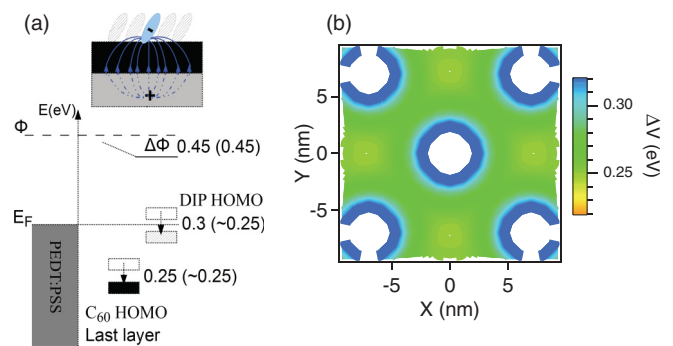 (a)
-
+
E(eV)
Φ
ΔΦ 0.45 (0.45)
DIP HOMO
E_F
0.3 (~0.25)
PEDT:PSS
0.25 (~0.25)
C₆₀ HOMO
Last layer
(b)
5
0
-5
Y (nm)
-5 0 5
X (nm)
0.30
0.25
ΔV (eV)